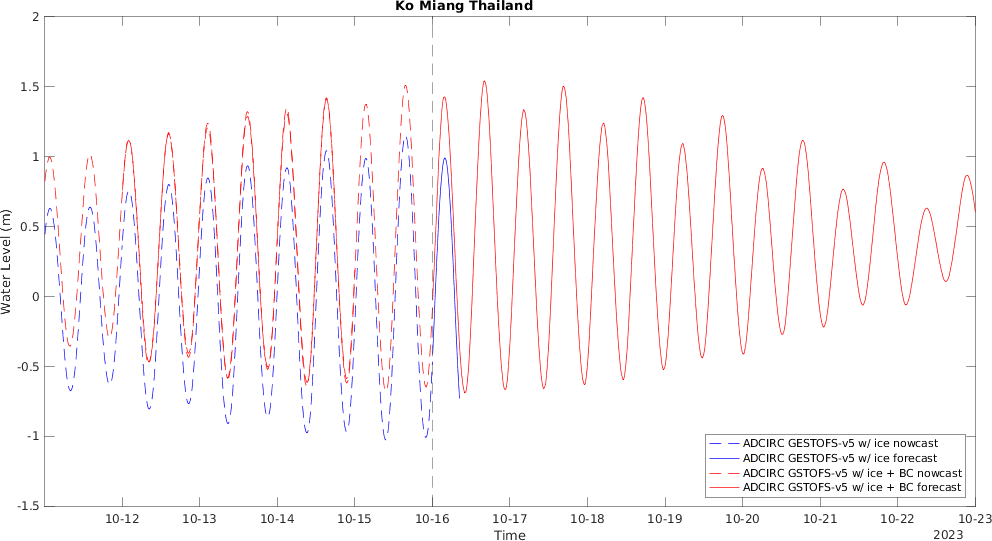 Ko Miang Thailand
Water Level (m)
2
1.5
1
0.5
0
-0.5
-1
-1.5
10-12 10-13 10-14 10-15 10-16 10-17 10-18 10-19 10-20 10-21 10-22 10-23
Time
2023
ADCIRC GESTOFS-v5 w/ ice nowcast
ADCIRC GESTOFS-v5 w/ ice forecast
ADCIRC GSTOFS-v5 w/ ice + BC nowcast
ADCIRC GSTOFS-v5 w/ ice + BC forecast